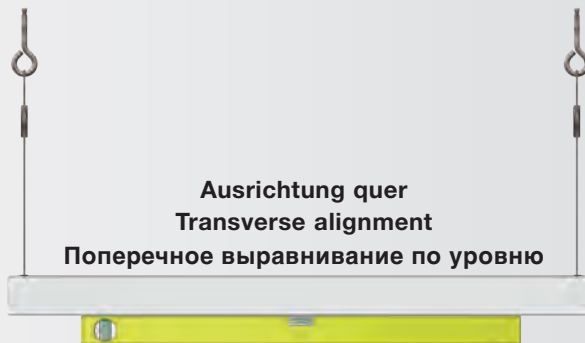 Ausrichtung quer
Transverse alignment
Поперечное выравнивание по уровню